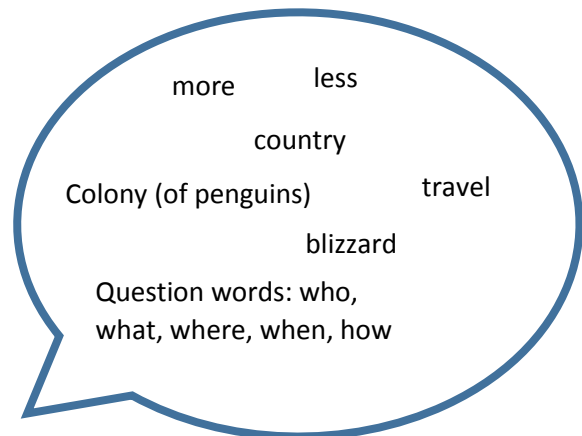 more
less
country
Colony (of penguins)
travel
blizzard
Question words: who,
what, where, when, how